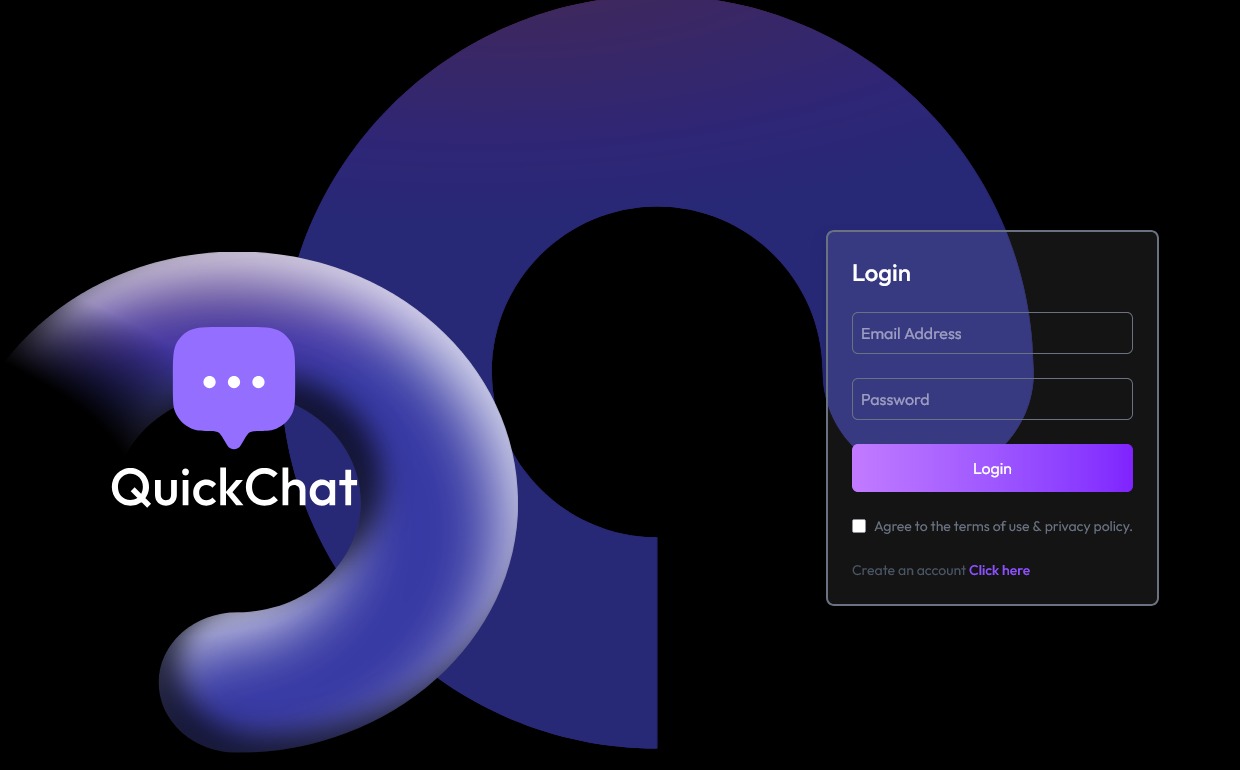 QuickChat
Login
Email Address
Password
Login
Agree to the terms of use & privacy policy.
Create an account Click here